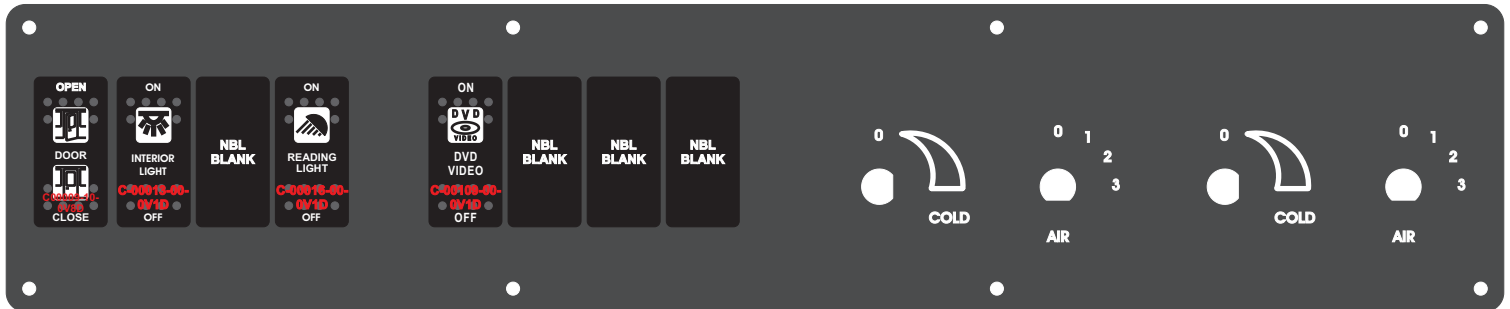 OPEN
DOOR
CLOSE
ON
INTERIOR
LIGHT
OFF
NBL
BLANK
ON
READING
LIGHT
OFF
ON
DVD
VIDEO
DVD
VIDEO
OFF
NBL
BLANK
NBL
BLANK
NBL
BLANK
0
COLD
0
1
2
3
AIR
0
COLD
0
1
2
3
AIR